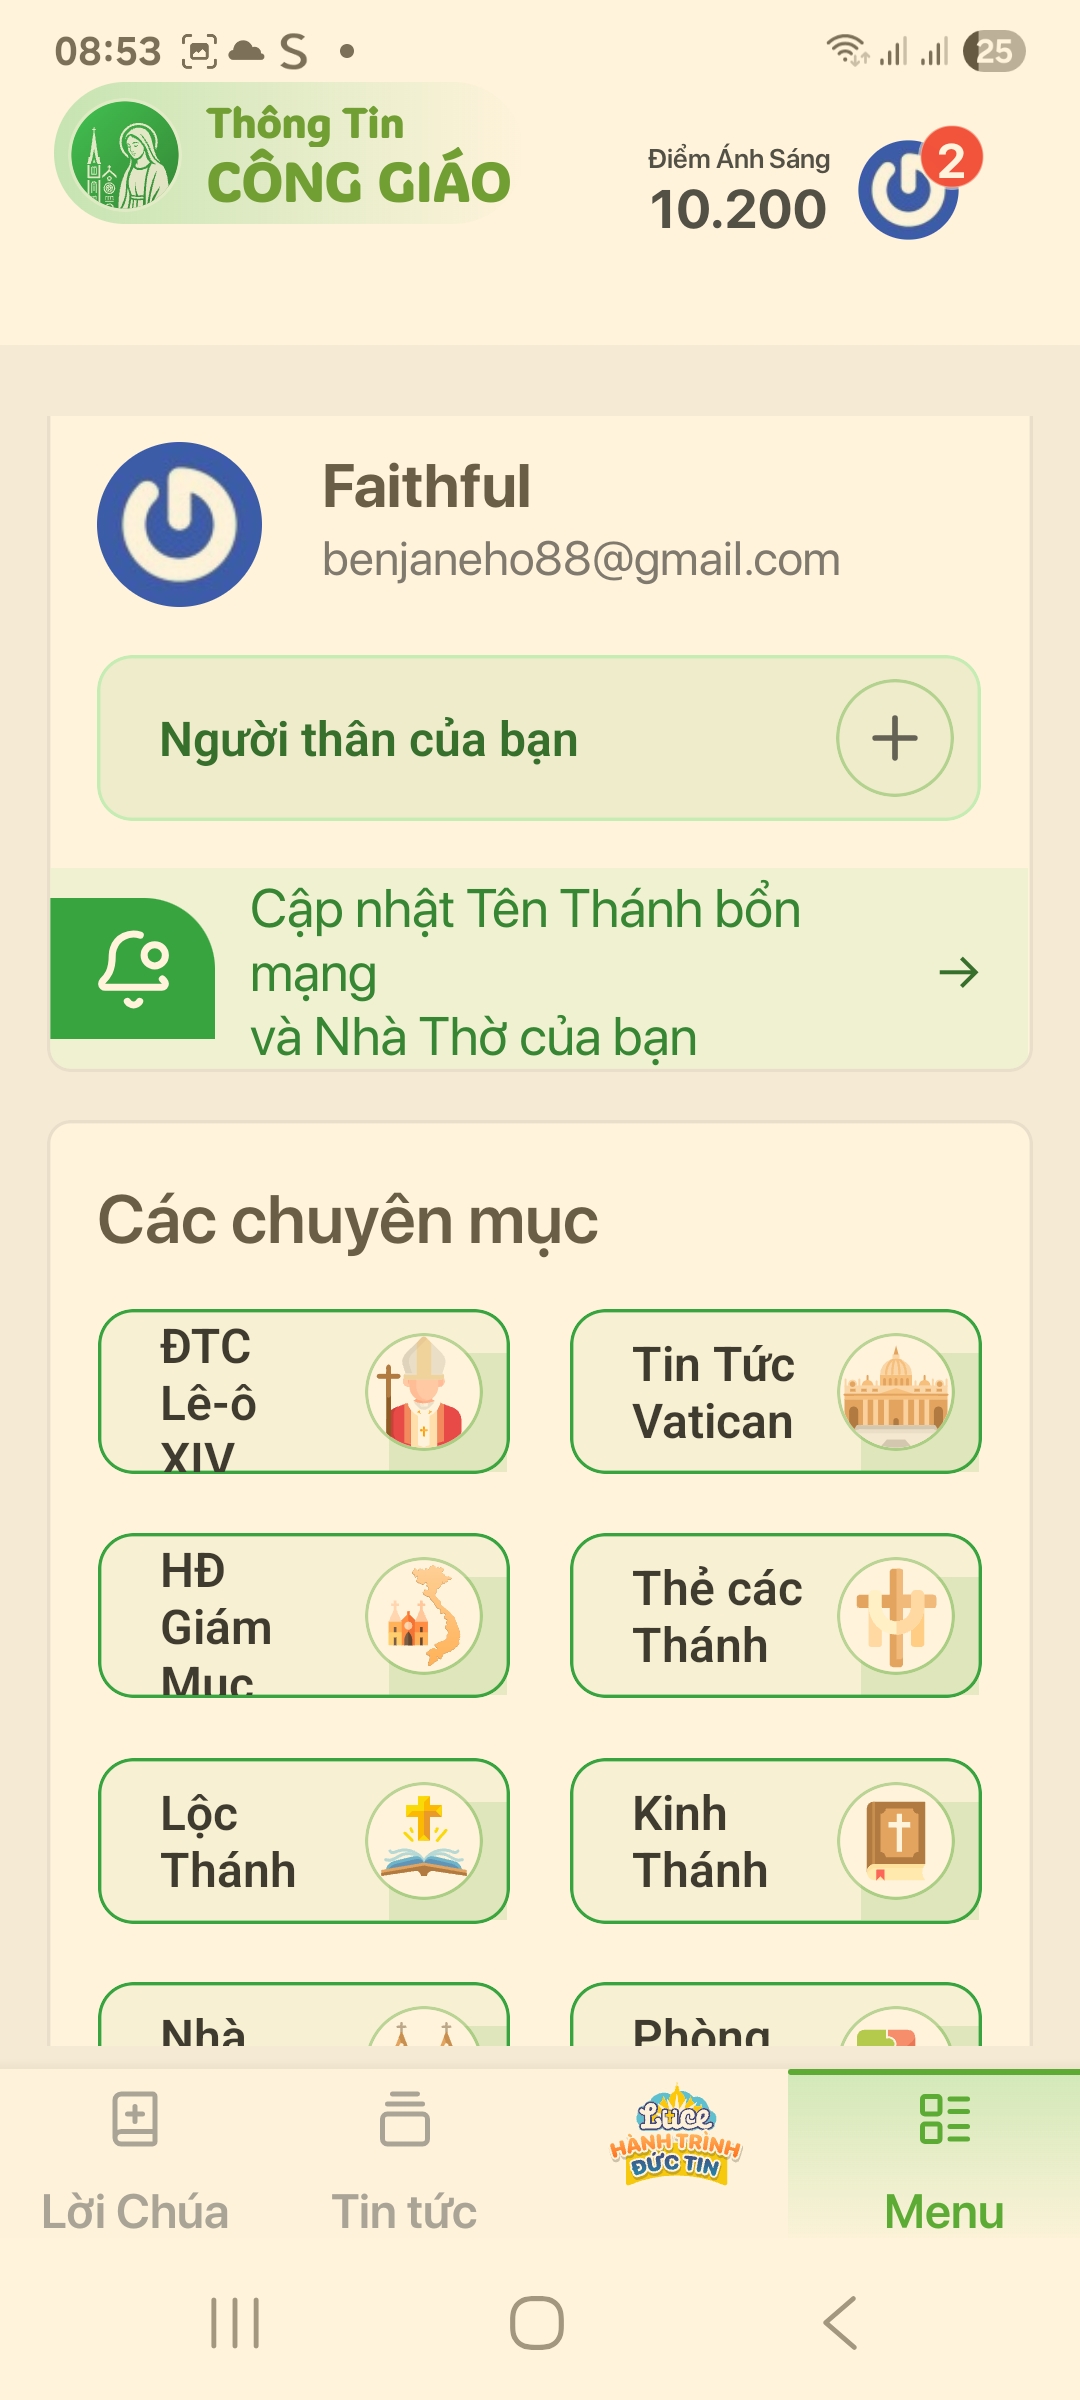 08:53
25
Thông Tin
CÔNG GIÁO
Điểm Ánh Sáng
10.200
2
Faithful
benjaneho88@gmail.com
Người thân của bạn
Cập nhật Tên Thánh bổn
mạng
và Nhà Thờ của bạn
Các chuyên mục
ĐTC
Lê-ô
XIV
Tin Tức
Vatican
HĐ
Giám
Mục
Thẻ các
Thánh
Lộc
Thánh
Kinh
Thánh
Nhà
Phòng
Lời Chúa
Tin tức
Luce
HÀNH TRÌNH
ĐỨC TIN
Menu